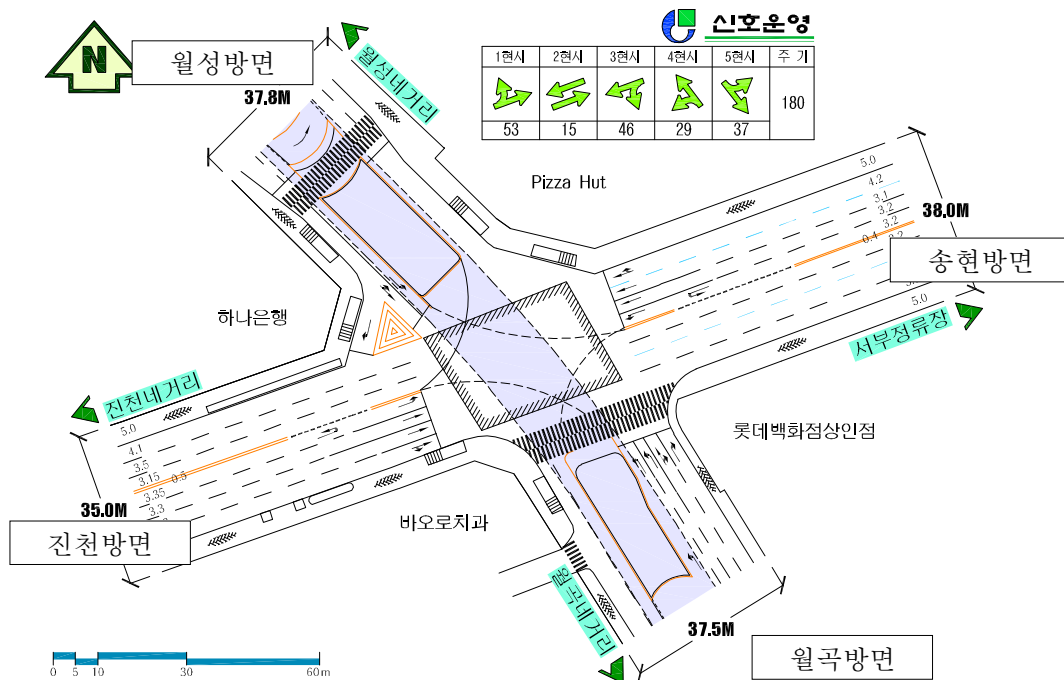 신호운영
1현시 2현시 3현시 4현시 5현시 주 기
53 15 46 29 37 180
N
월성방면
월성네거리
37.8M
Pizza Hut
5.0
4.2
3.1
3.2
3.2
0.4
3.2
5.0
38.0M
송현방면
서부정류장
하나은행
진천네거리
5.0
4.1
3.5
3.15
0.5
3.35
3.3
35.0M
진천방면
롯데백화점상인점
바오로치과
월곡네거리
37.5M
월곡방면
0 5 10 30 60m